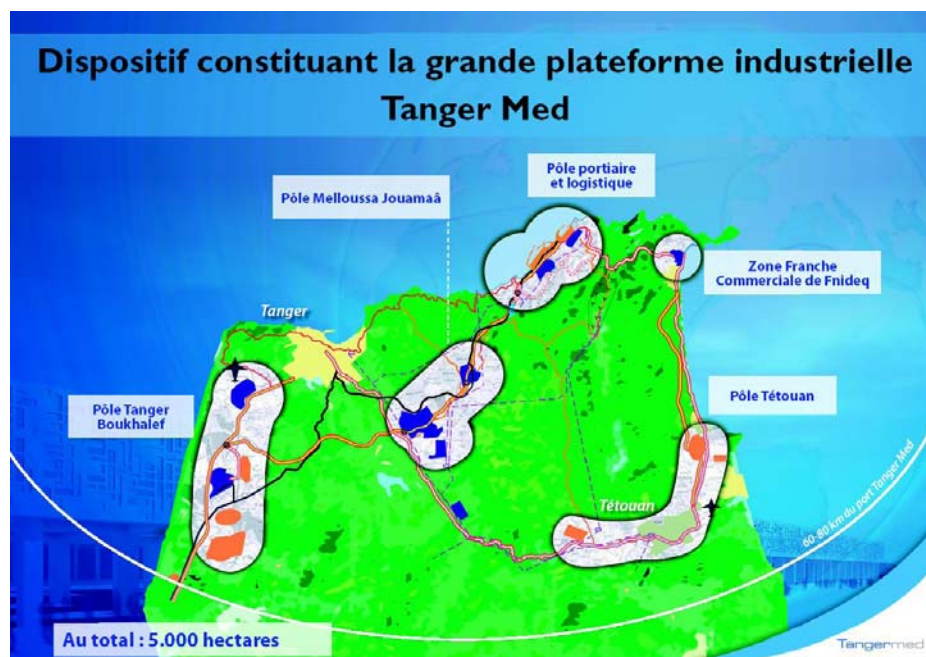 Dispositif constituant la grande plateforme industrielle
Tanger Med
Pôle portiaire
et logistique
Pôle Melloussa Jouamaâ
Zone Franche
Commerciale de Fnideq
Tanger
Pôle Tanger
Boukhalef
Pôle Tétouan
Tétouan
60-80 km du port Tanger Med
Au total : 5.000 hectares
Tangermed